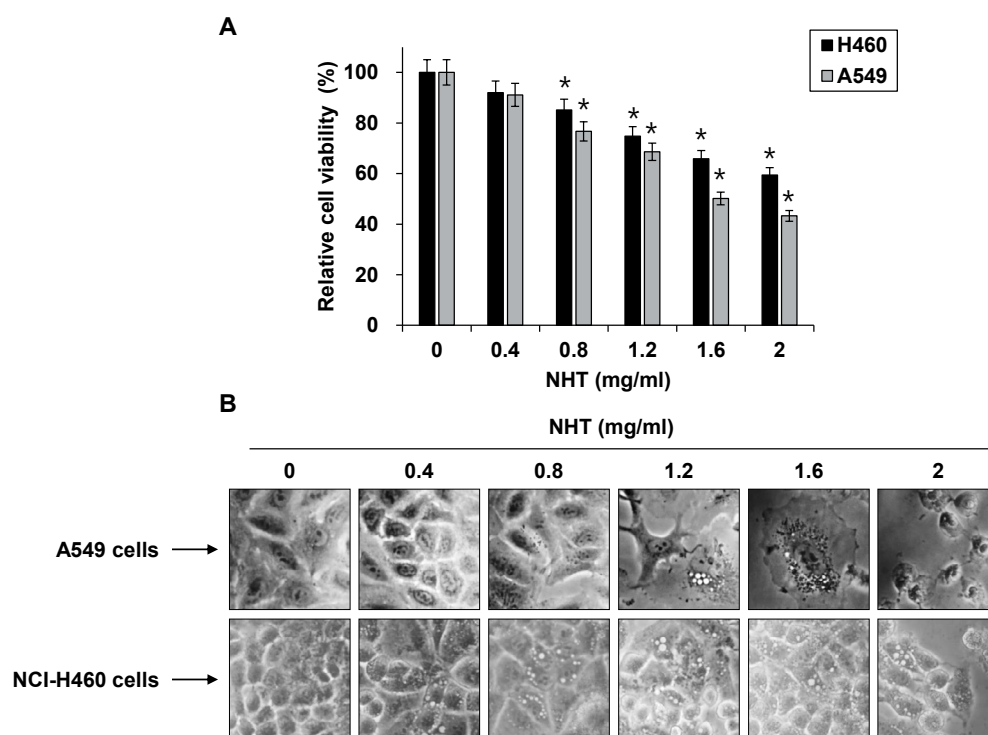 A
H460
A549
Relative cell viability (%)
100
80
60
40
20
0
* * * * * * * *
0 0.4 0.8 1.2 1.6 2
NHT (mg/ml)
B
NHT (mg/ml)
0 0.4 0.8 1.2 1.6 2
A549 cells
NCI-H460 cells